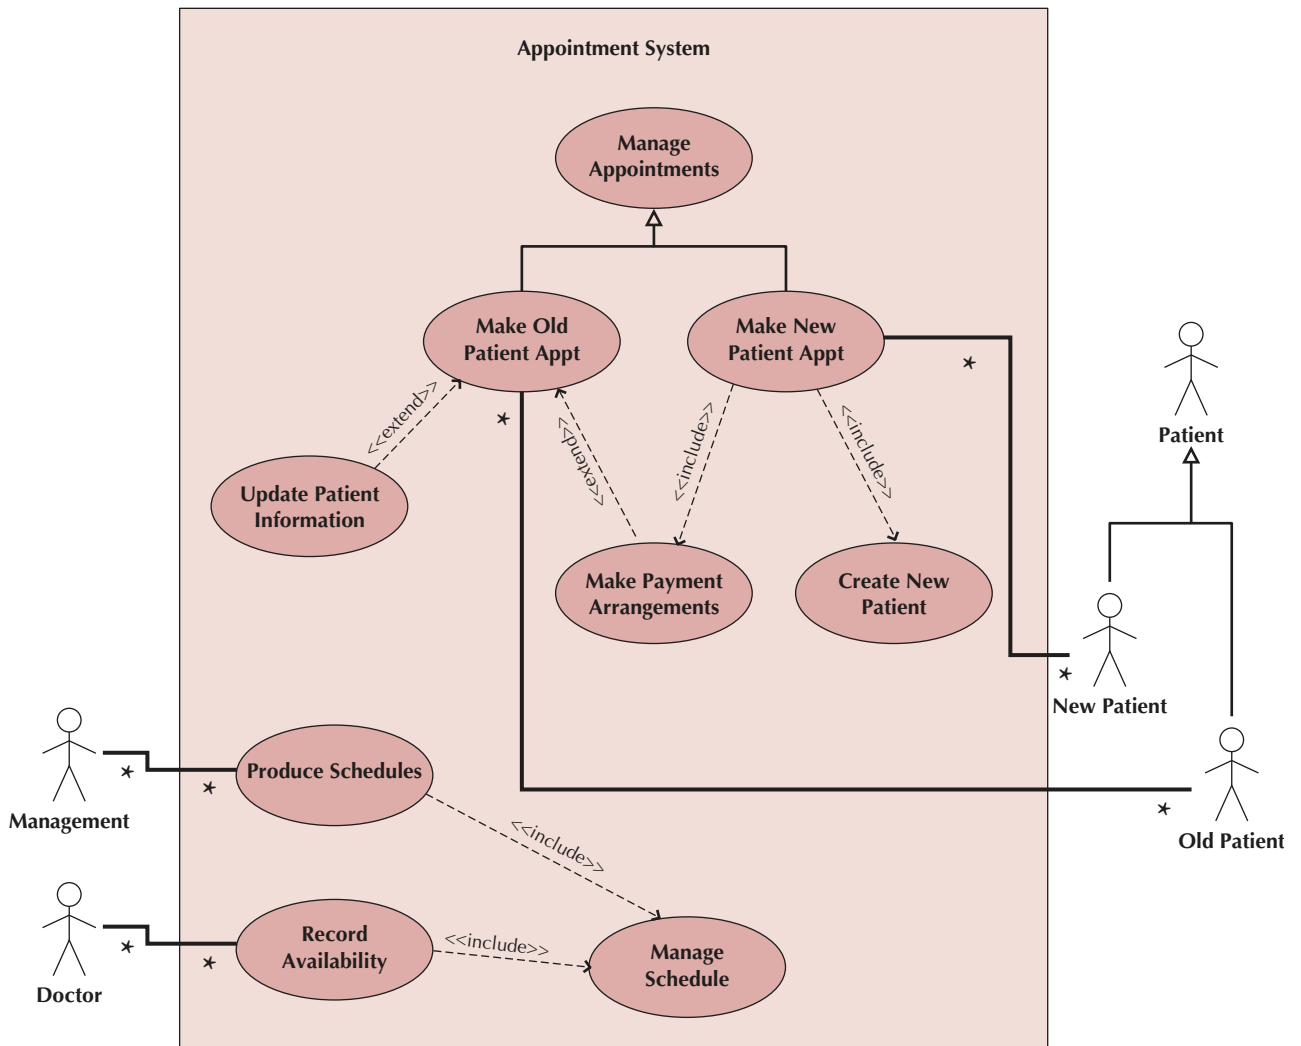 Appointment System
Manage
Appointments
Make Old
Patient Appt
Make New
Patient Appt
*
*
Patient
<<extend>>
<<extend>>
<<include>>
<<include>>
Update Patient
Information
Make Payment
Arrangements
Create New
Patient
*
New Patient
Produce Schedules
*
*
Management
*
Old Patient
<<include>>
Record
Availability
*
*
Doctor
<<include>>
Manage
Schedule